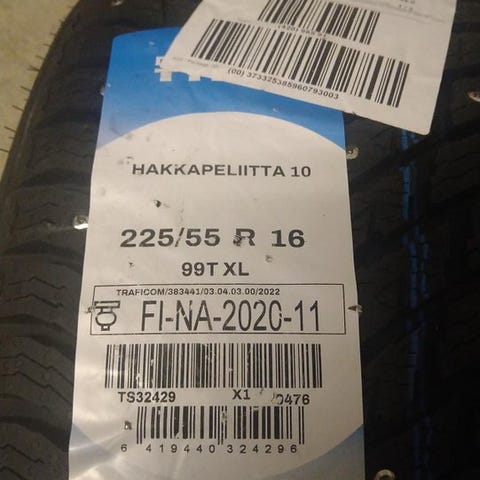 (00) 373325385960793003
HAKKAPELIITTA 10
225/55 R 16
99T XL
TRAFICOM/383441/03.04.03.00/2022
FI-NA-2020-11
TS32429 X1 0476
6 419440 324296